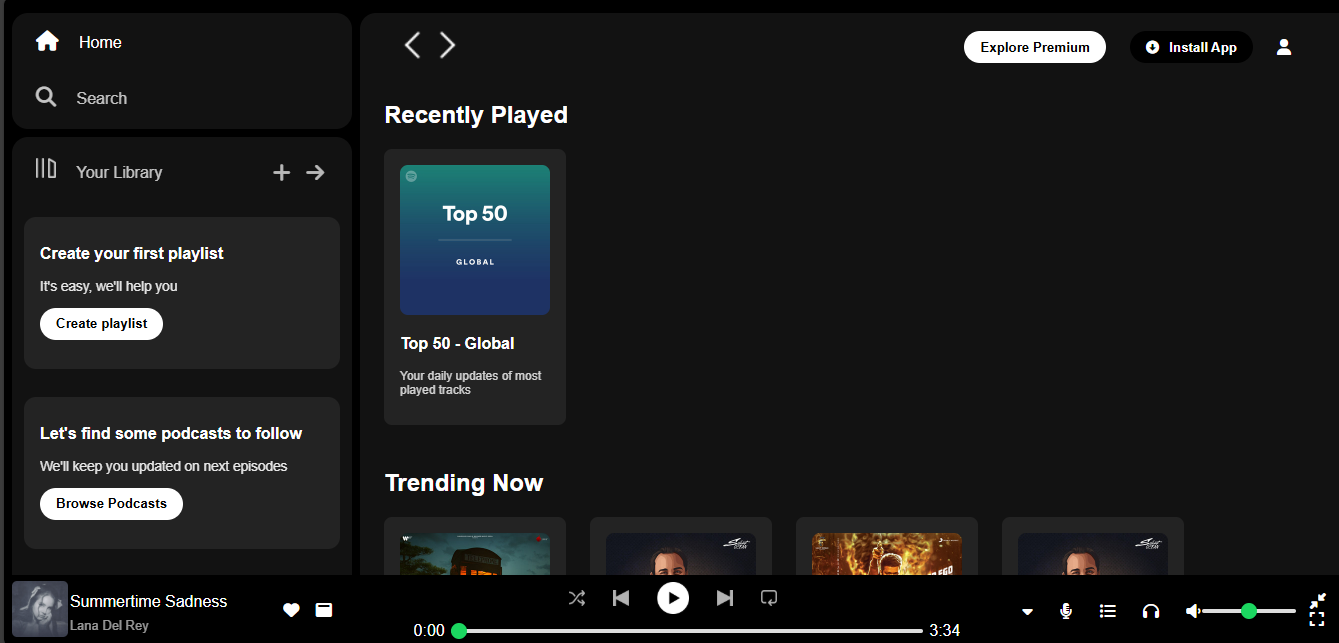 Home
Search
Your Library
Create your first playlist
It's easy, we'll help you
Create playlist
Let's find some podcasts to follow
We'll keep you updated on next episodes
Browse Podcasts
Explore Premium
Install App
Recently Played
Top 50
GLOBAL
Top 50 - Global
Your daily updates of most
played tracks
Trending Now
Summertime Sadness
Lana Del Rey
0:00
3:34